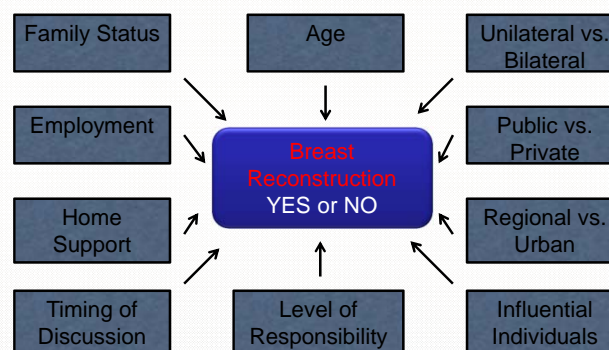 Family Status
Age
Unilateral vs.
Bilateral
Employment
Breast
Reconstruction
YES or NO
Public vs.
Private
Home
Support
Regional vs.
Urban
Timing of
Discussion
Level of
Responsibility
Influential
Individuals